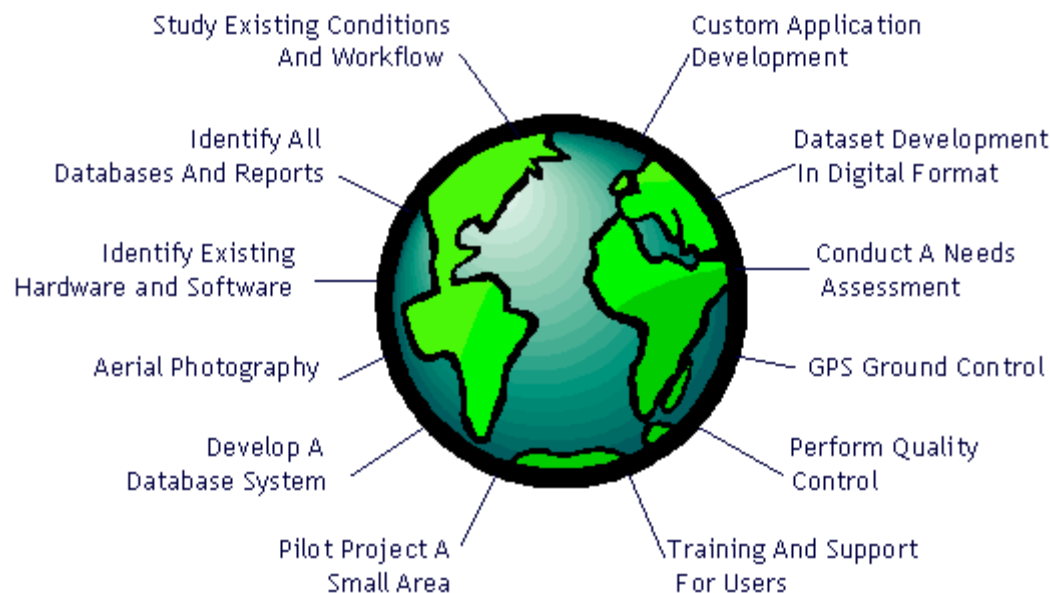 Study Existing Conditions
And Workflow
Custom Application
Development
Identify All
Databases And Reports
Dataset Development
In Digital Format
Identify Existing
Hardware and Software
Conduct A Needs
Assessment
Aerial Photography
GPS Ground Control
Develop A
Database System
Perform Quality
Control
Pilot Project A
Small Area
Training And Support
For Users